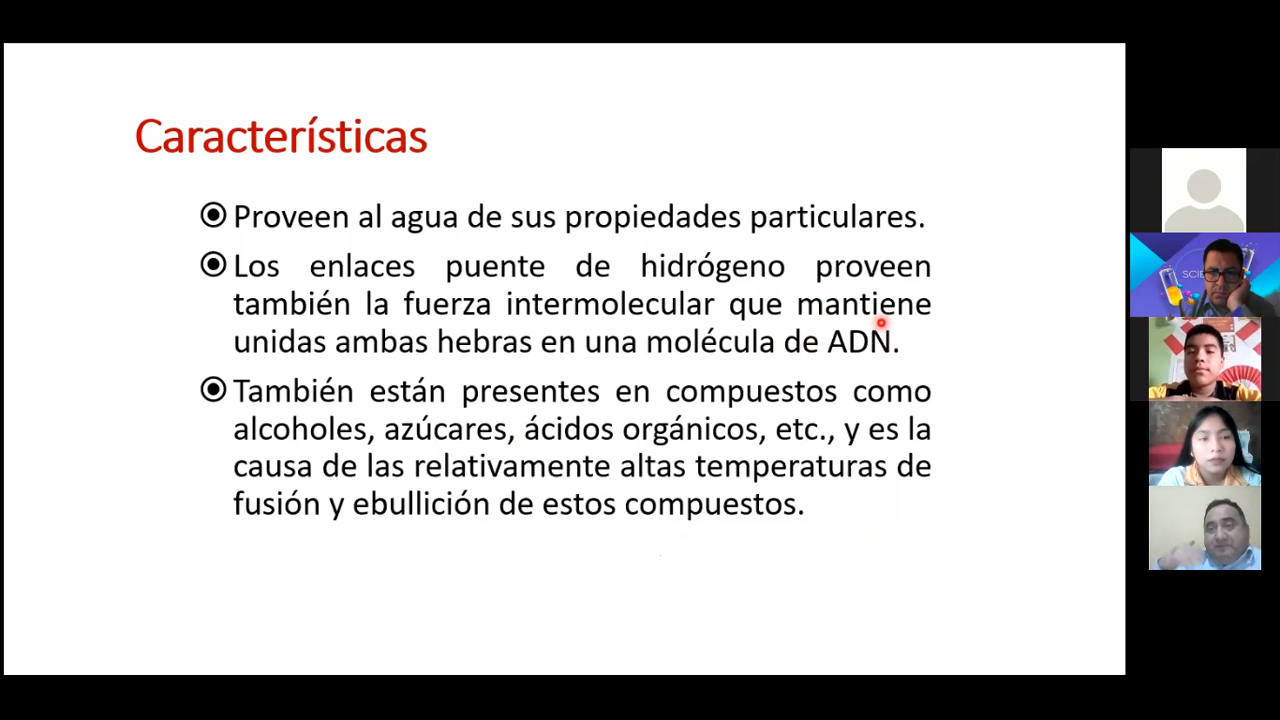 Características
Proveen al agua de sus propiedades particulares.
Los enlaces puente de hidrógeno proveen
también la fuerza intermolecular que mantiene
unidas ambas hebras en una molécula de ADN.
También están presentes en compuestos como
alcoholes, azúcares, ácidos orgánicos, etc., y es la
causa de las relativamente altas temperaturas de
fusión y ebullición de estos compuestos.